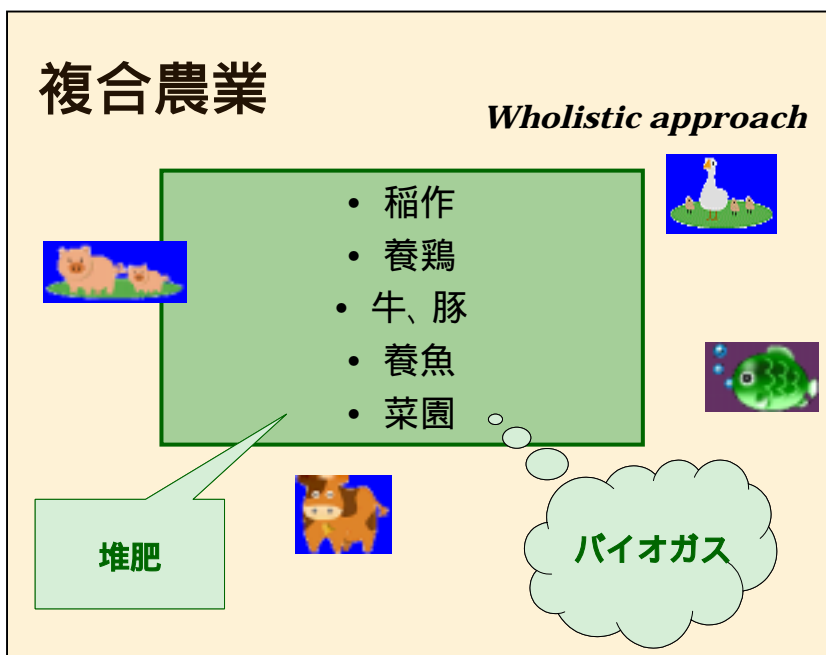 複合農業
Wholistic approach
• 稲作
• 養鶏
• 牛、豚
• 養魚
• 菜園
堆肥
バイオガス